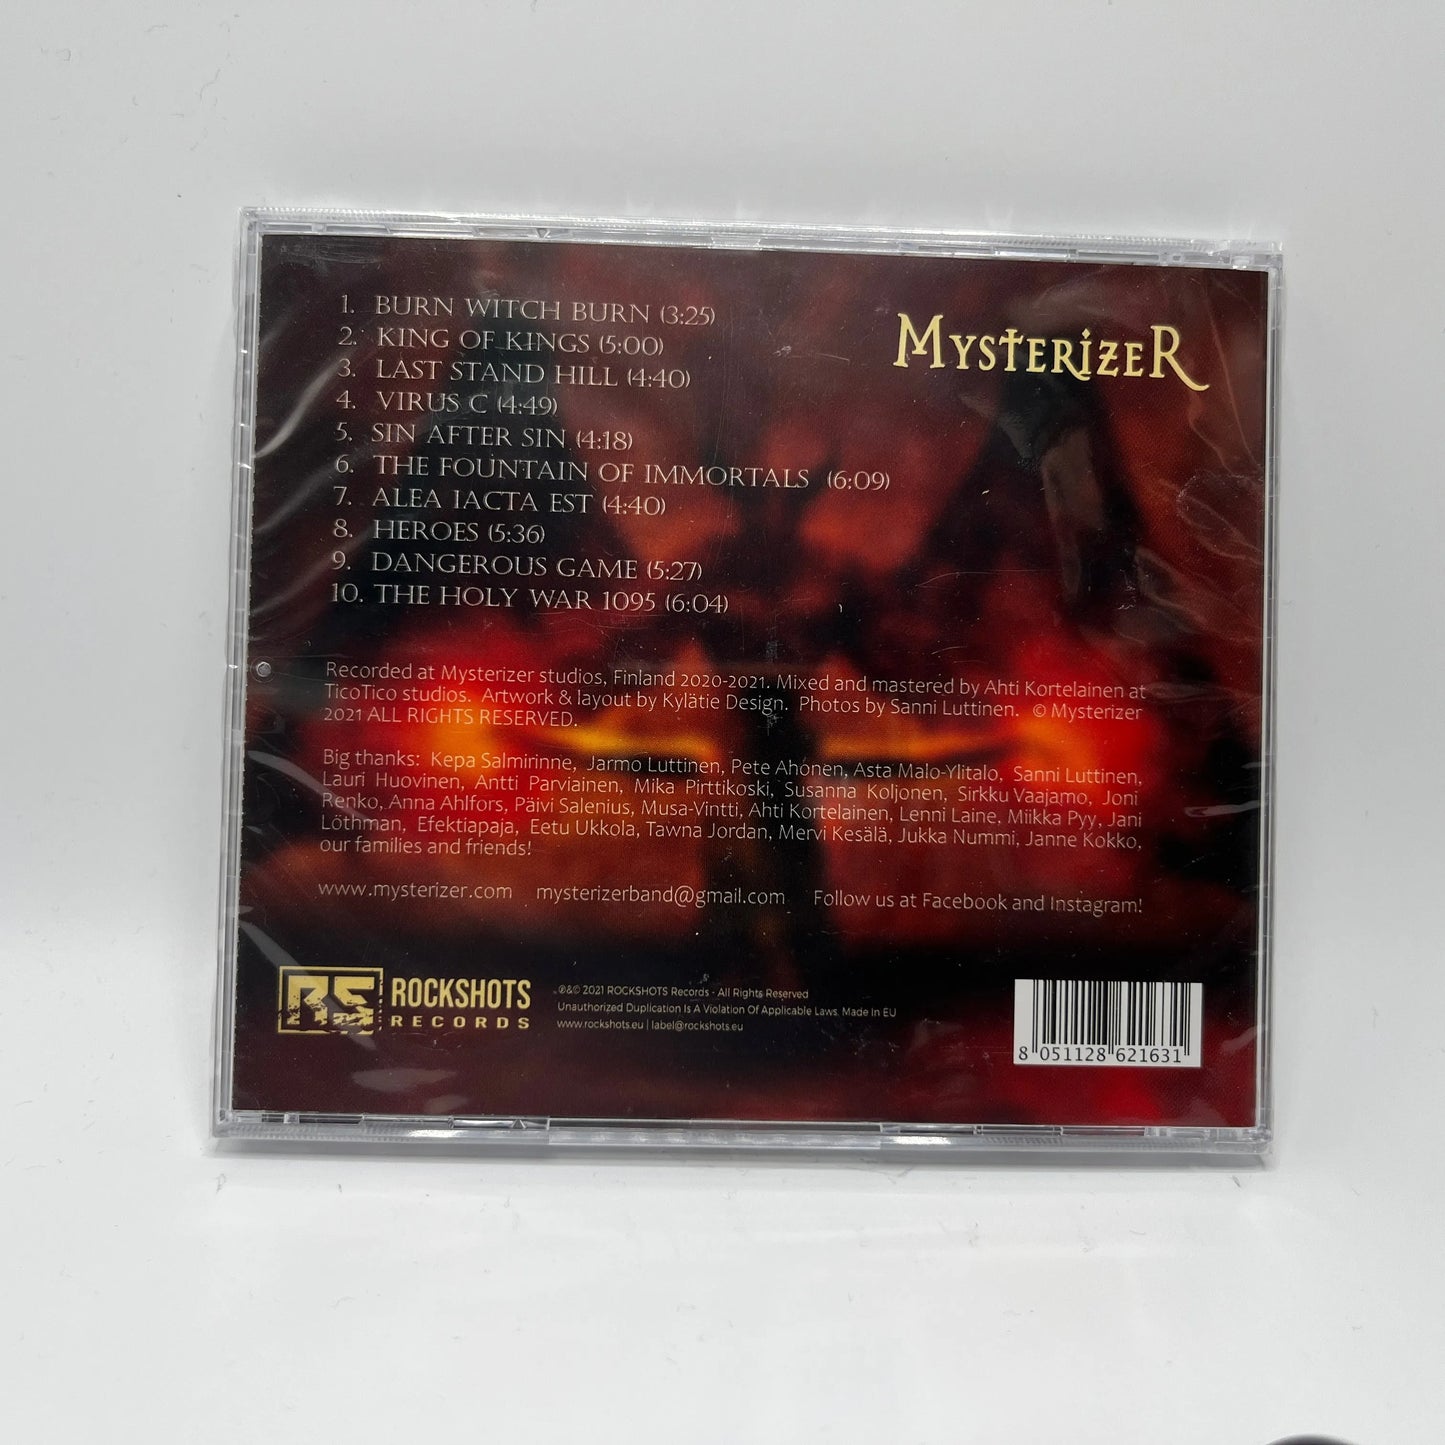 1. BURN WITCH BURN (3:25)
2. KING OF KINGS (5:00)
3. LAST STAND HILL (4:40)
4. VIRUS C (4:49)
5. SIN AFTER SIN (4:18)
6. THE FOUNTAIN OF IMMORTALS (6:09)
7. ALEA IACTA EST (4:40)
8. HEROES (5:36)
9. DANGEROUS GAME (5:27)
10. THE HOLY WAR 1095 (6:04)
MYSTERIZER
Recorded at Mysterizer studios, Finland 2020-2021. Mixed and mastered by Ahti Kortelainen at
TicoTico studios. Artwork & layout by Kylätie Design. Photos by Sanni Luttinen. © Mysterizer
2021 ALL RIGHTS RESERVED.
Big thanks: Kepa Salmirinne, Jarmo Luttinen, Pete Ahonen, Asta Malo-Ylitalo, Sanni Luttinen,
Lauri Huovinen, Antti Parviainen, Mika Pirttikoski, Susanna Koljonen, Sirkku Vaajamo, Joni
Renko, Anna Ahlfors, Päivi Salenius, Musa-Vintti, Ahti Kortelainen, Lenni Laine, Miikka Pyy, Jani
Löthman, Efektiapaja, Eetu Ukkola, Tawna Jordan, Mervi Kesälä, Jukka Nummi, Janne Kokko,
our families and friends!
www.mysterizer.com mysterizerband@gmail.com Follow us at Facebook and Instagram!
RS ROCKSHOTS
RECORDS
℗&© 2021 ROCKSHOTS Records - All Rights Reserved
Unauthorized Duplication Is A Violation Of Applicable Laws. Made In EU
www.rockshots.eu | label@rockshots.eu
8 051128 621631